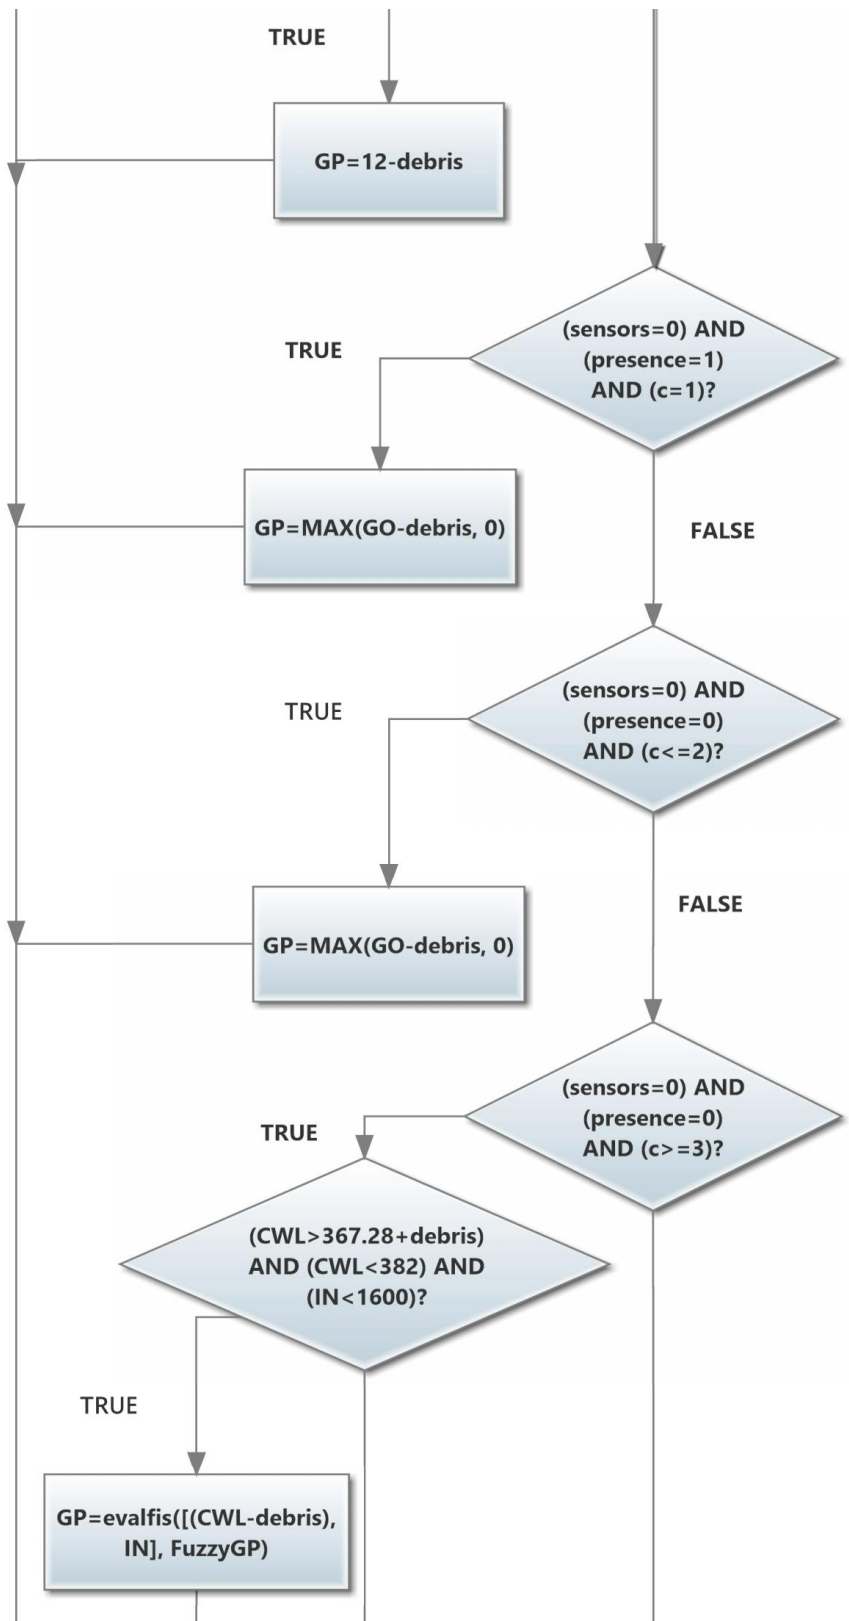 TRUE
GP=12-debris
(sensors=0) AND
(presence=1)
AND (c=1)?
TRUE
GP=MAX(GO-debris, 0)
FALSE
(sensors=0) AND
(presence=0)
AND (c<=2)?
TRUE
GP=MAX(GO-debris, 0)
FALSE
(sensors=0) AND
(presence=0)
AND (c>=3)?
TRUE
(CWL>367.28+debris)
AND (CWL<382) AND
(IN<1600)?
TRUE
GP=evalfis([(CWL-debris),
IN], FuzzyGP)